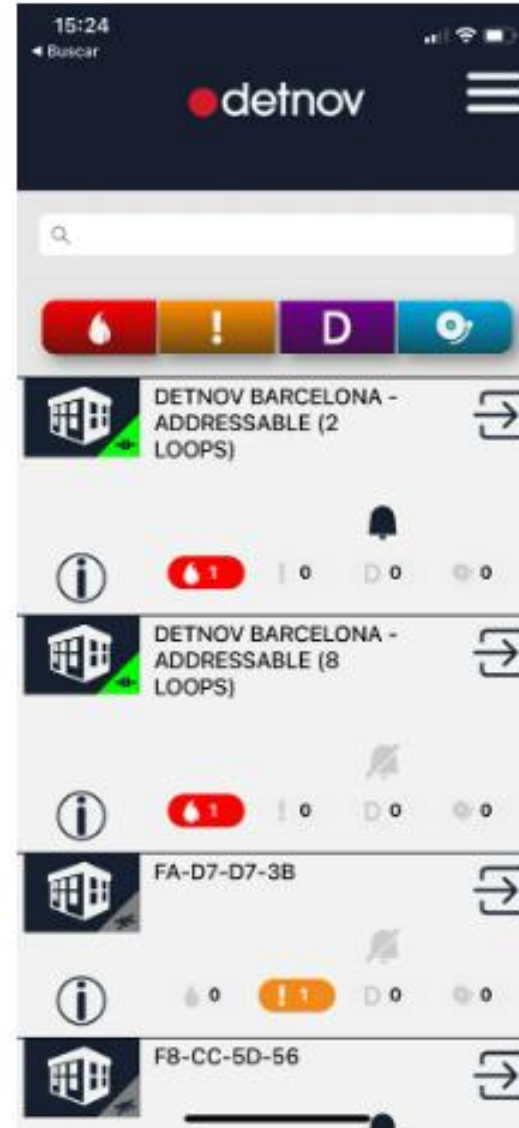 15:24
◀ Buscar
detnov
! D
DETNOV BARCELONA -
ADDRESSABLE (2
LOOPS)
i 1 ! 0 D 0 0
DETNOV BARCELONA -
ADDRESSABLE (8
LOOPS)
i 1 ! 0 D 0 0
FA-D7-D7-3B
i 0 ! 1 D 0 0
F8-CC-5D-56